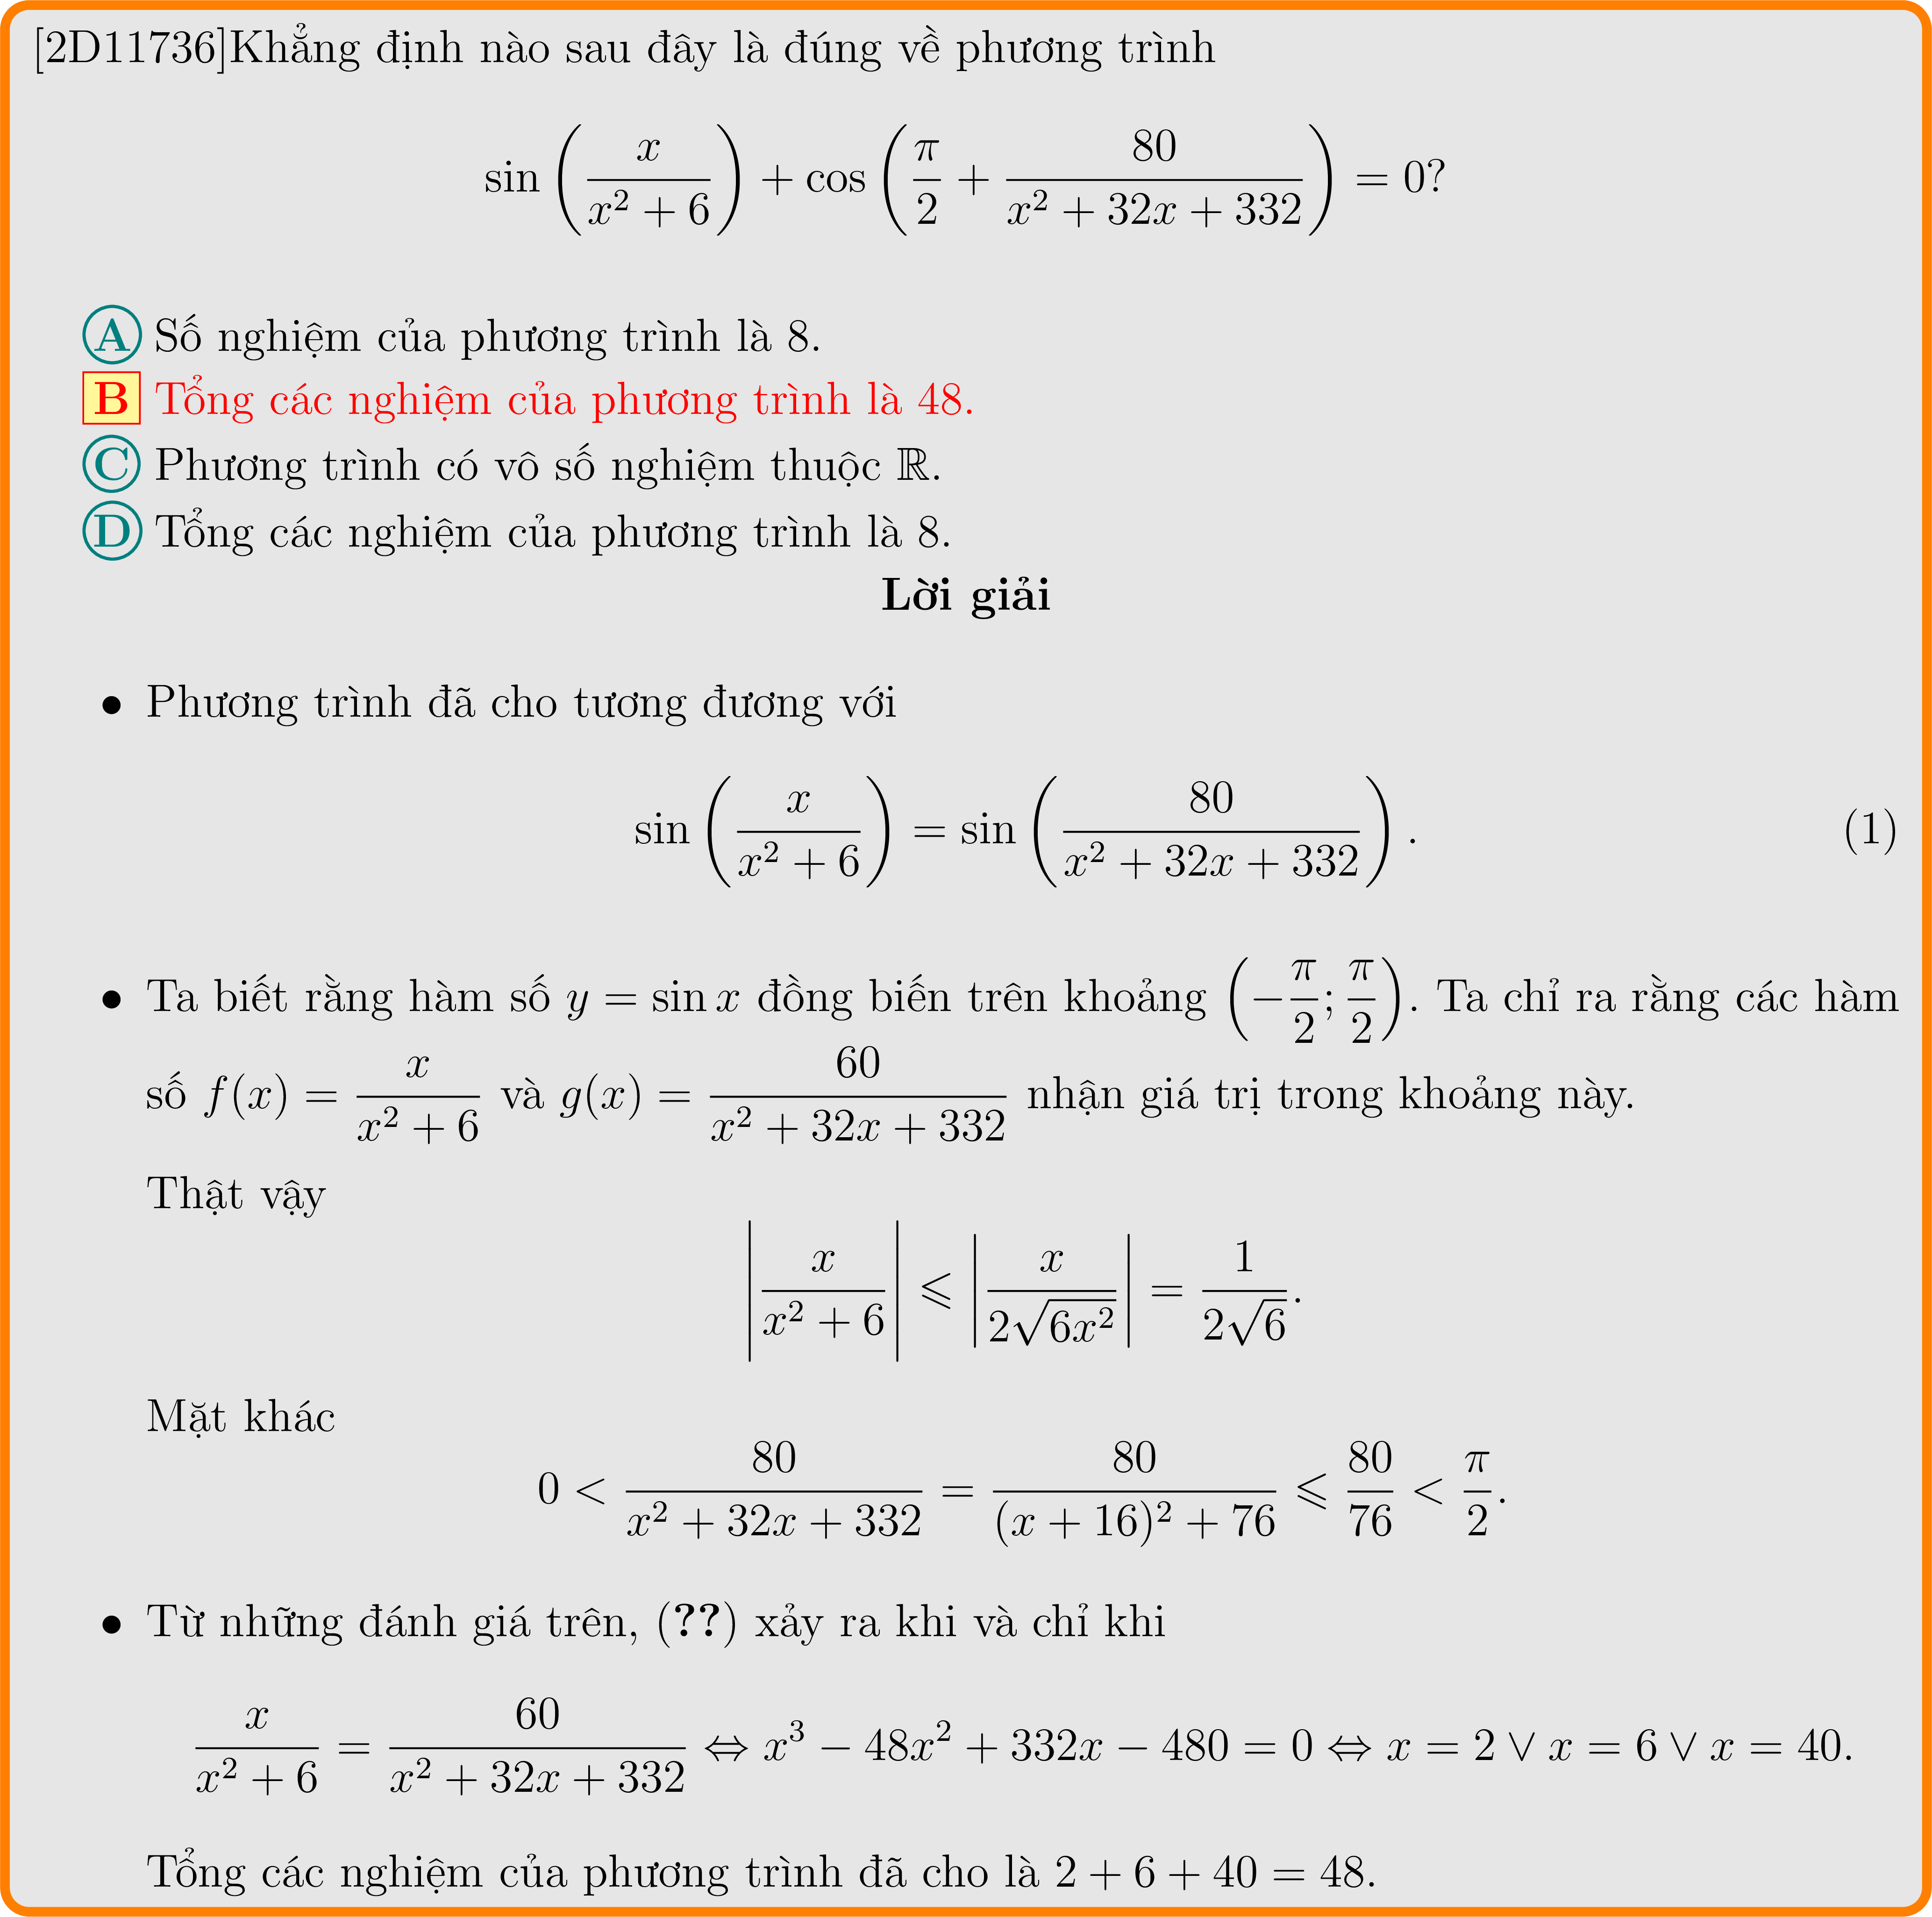 [2D11736]Khẳng định nào sau đây là đúng về phương trình
$$\sin\left(\frac{x}{x^2+6}\right)+\cos\left(\frac{\pi}{2}+\frac{80}{x^2+32x+332}\right)=0?$$
A Số nghiệm của phương trình là 8.
B Tổng các nghiệm của phương trình là 48.
C Phương trình có vô số nghiệm thuộc ℝ.
D Tổng các nghiệm của phương trình là 8.
Lời giải
• Phương trình đã cho tương đương với
$$\sin\left(\frac{x}{x^2+6}\right)=\sin\left(\frac{80}{x^2+32x+332}\right).\quad(1)$$
• Ta biết rằng hàm số $y=\sin x$ đồng biến trên khoảng $\left(-\frac{\pi}{2};\frac{\pi}{2}\right)$. Ta chỉ ra rằng các hàm
số $f(x)=\frac{x}{x^2+6}$ và $g(x)=\frac{60}{x^2+32x+332}$ nhận giá trị trong khoảng này.
Thật vậy
$$\left|\frac{x}{x^2+6}\right|\leqslant\left|\frac{x}{2\sqrt{6x^2}}\right|=\frac{1}{2\sqrt{6}}.$$
Mặt khác
$$0<\frac{80}{x^2+32x+332}=\frac{80}{(x+16)^2+76}\leqslant\frac{80}{76}<\frac{\pi}{2}.$$
• Từ những đánh giá trên, (??) xảy ra khi và chỉ khi
$$\frac{x}{x^2+6}=\frac{60}{x^2+32x+332}\Leftrightarrow x^3-48x^2+332x-480=0\Leftrightarrow x=2\vee x=6\vee x=40.$$
Tổng các nghiệm của phương trình đã cho là $2+6+40=48$.